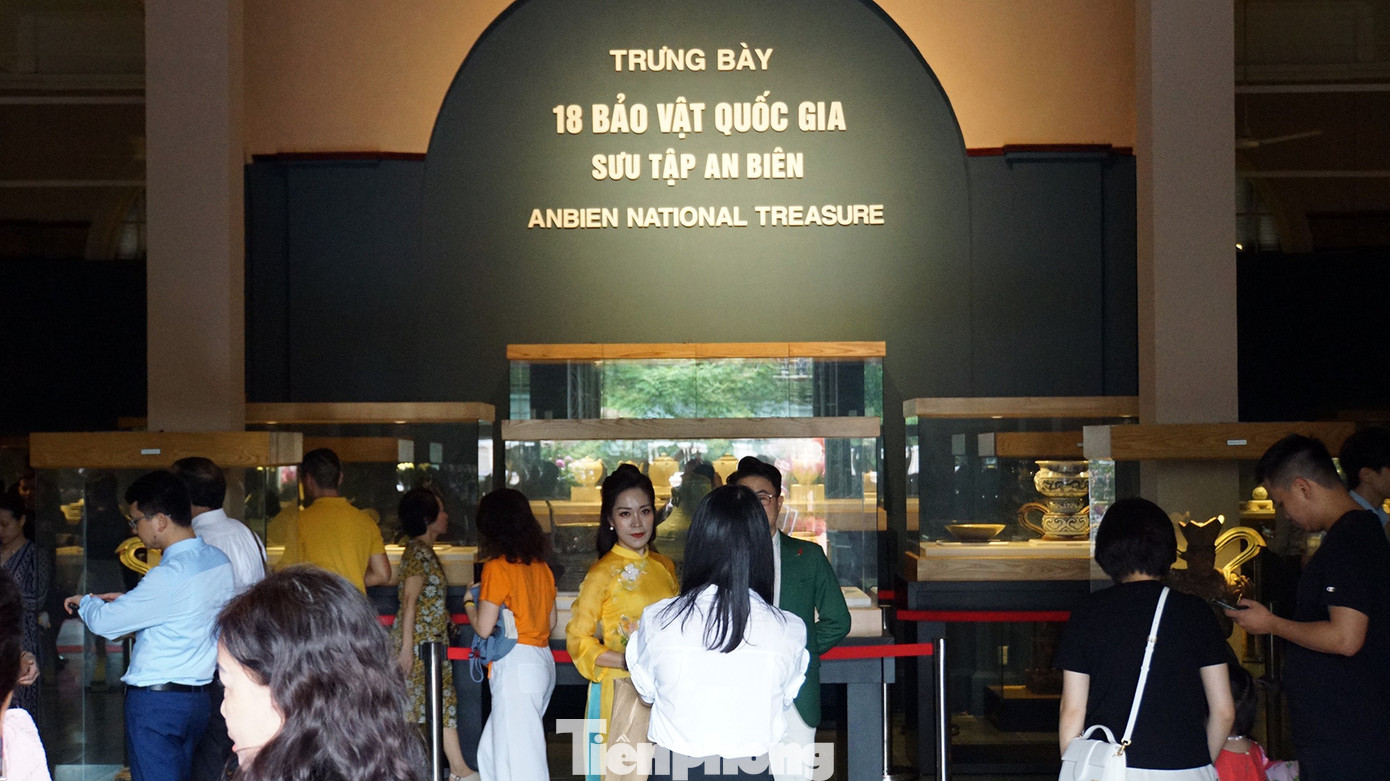 TRƯNG BÀY
18 BẢO VẬT QUỐC GIA
SƯU TẬP AN BIÊN
ANBIEN NATIONAL TREASURE
Tienphong